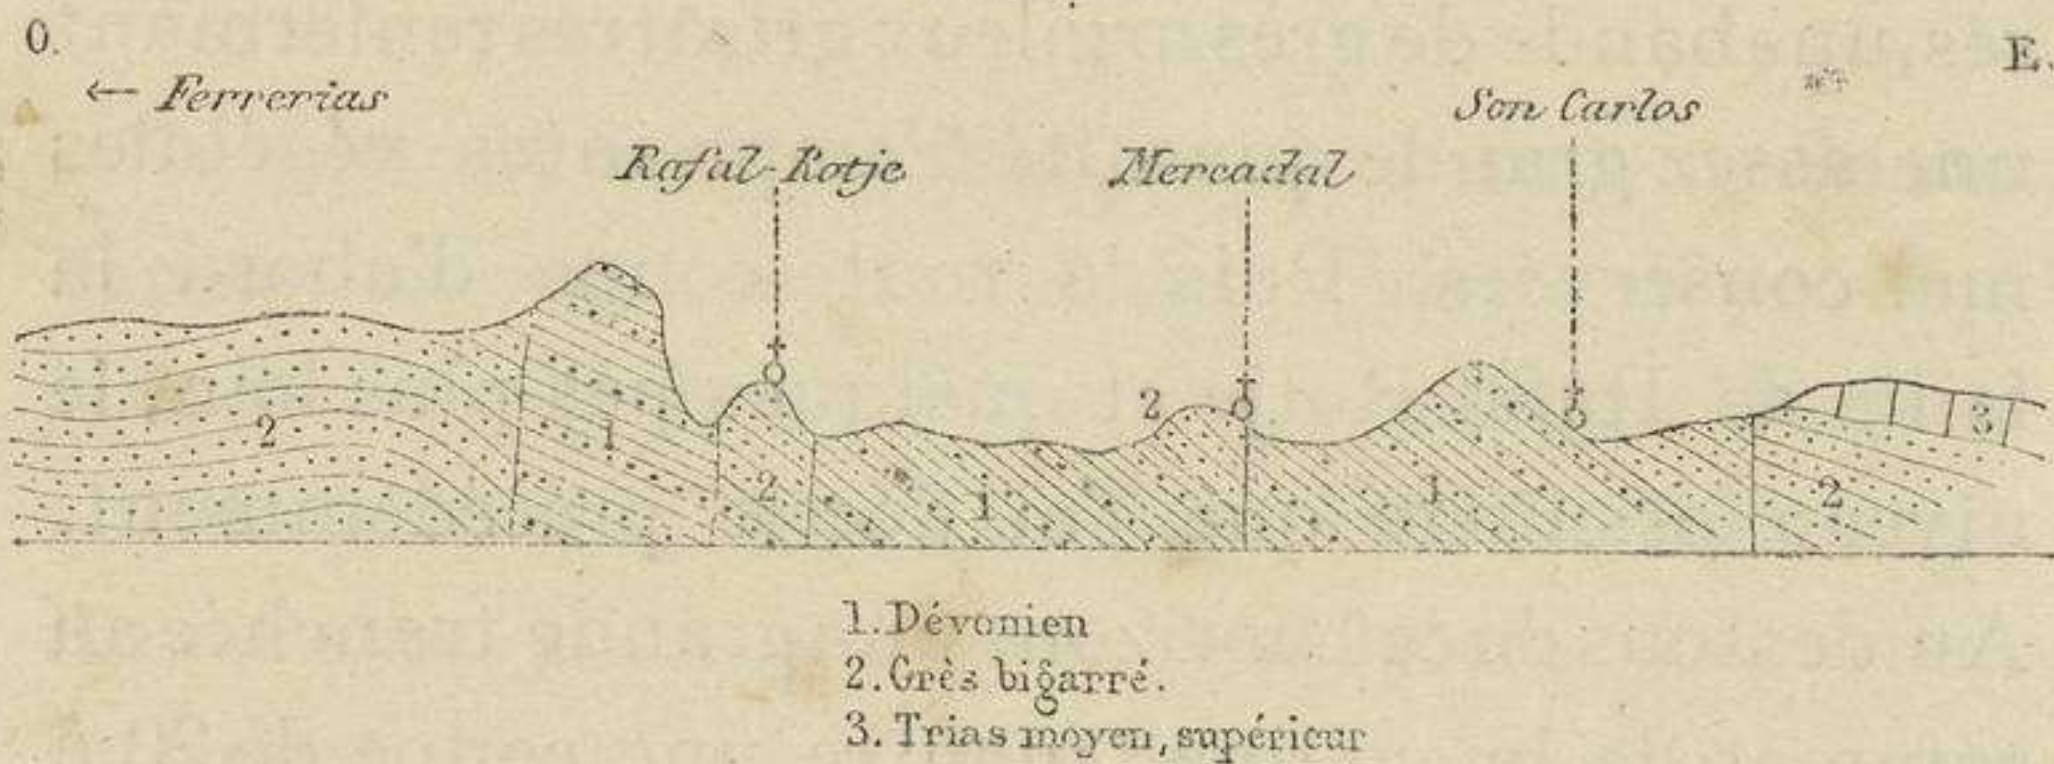 O.
E.
← Ferrerias
Son Carlos
Rafal-Rotje
Mercadal
2
3
2
1
2
1
1
2
1. Dévonien
2. Grès bigarré.
3. Trias moyen, supérieur